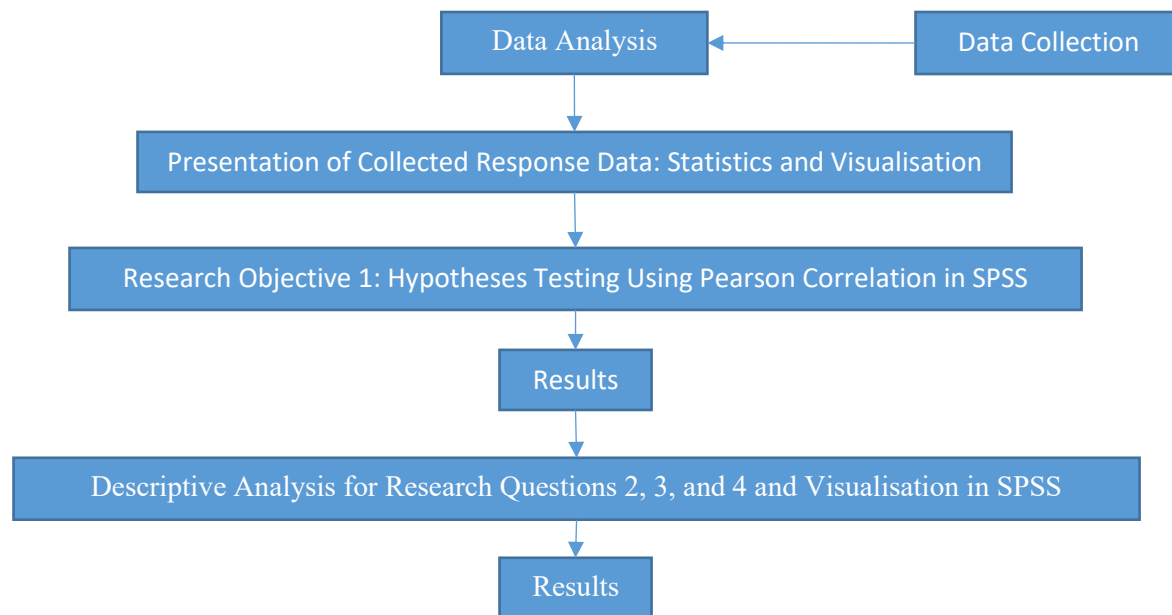 Data Analysis
Data Collection
Presentation of Collected Response Data: Statistics and Visualisation
Research Objective 1: Hypotheses Testing Using Pearson Correlation in SPSS
Results
Descriptive Analysis for Research Questions 2, 3, and 4 and Visualisation in SPSS
Results